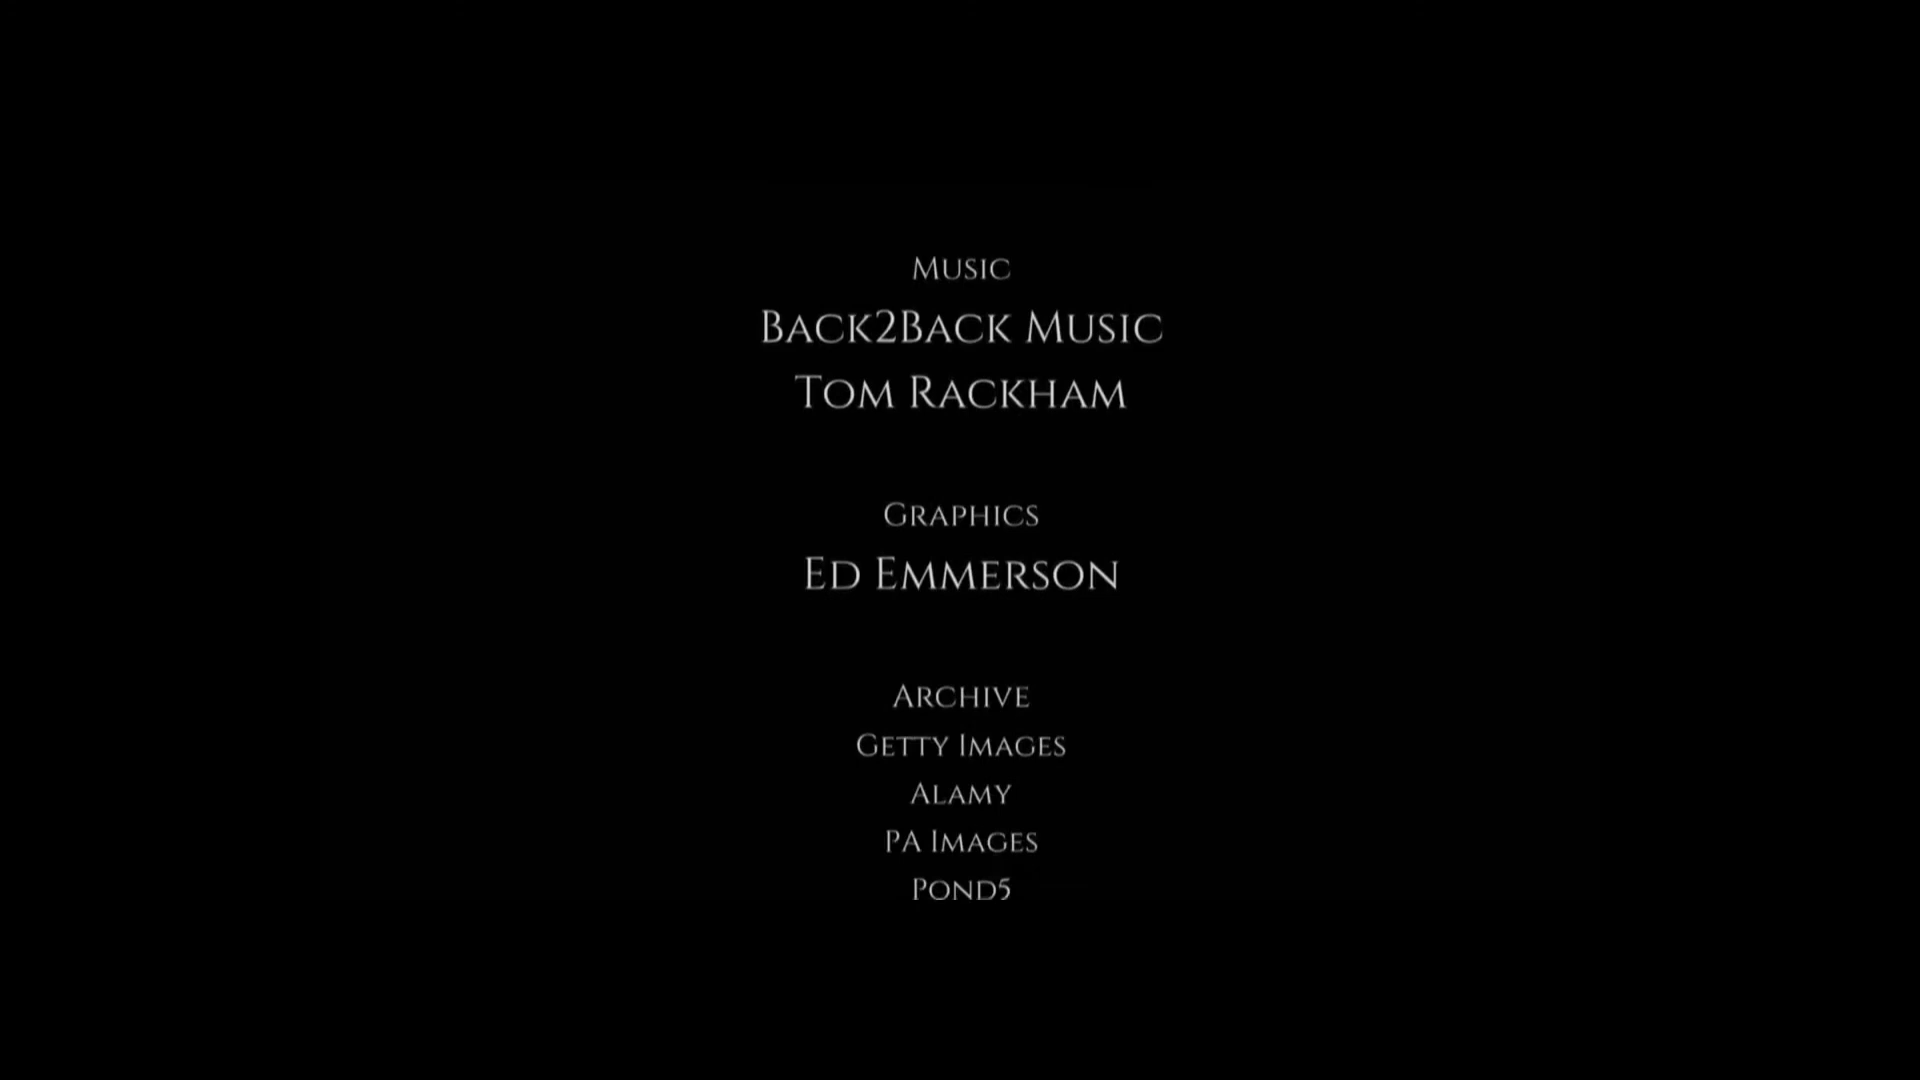 Music
Back2Back Music
Tom Rackham
Graphics
Ed Emmerson
Archive
Getty Images
Alamy
PA Images
Pond5